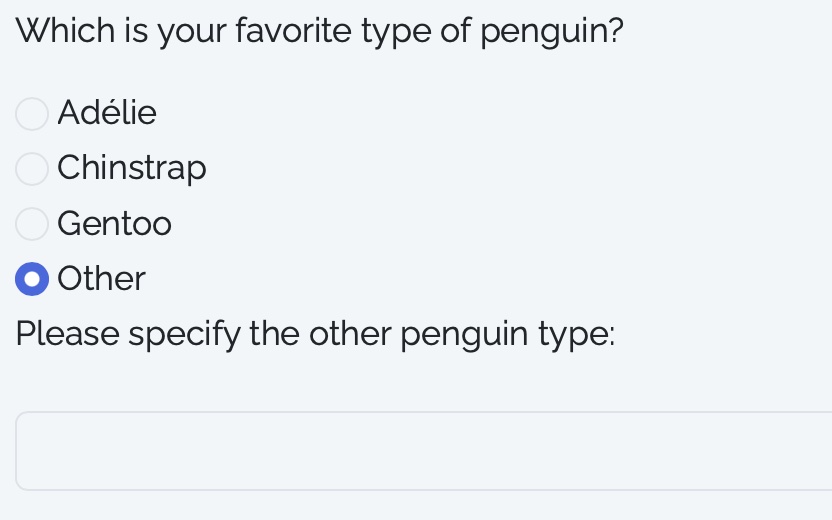 Which is your favorite type of penguin?
Adélie
Chinstrap
Gentoo
Other
Please specify the other penguin type: